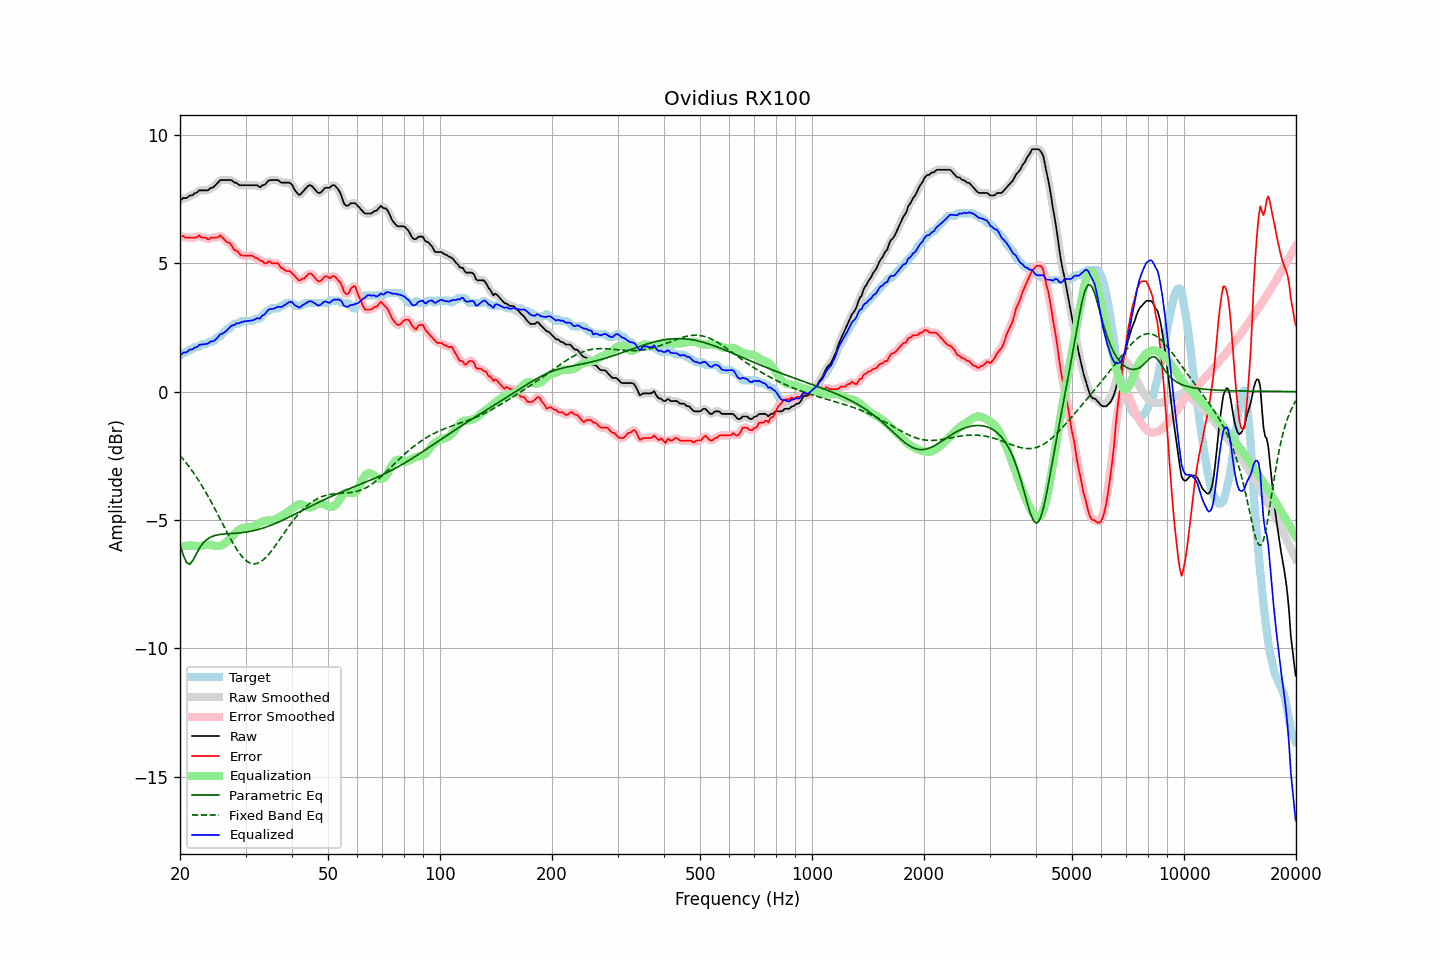 Ovidius RX100
Amplitude (dBr)
10
5
0
−5
−10
−15
Target
Raw Smoothed
Error Smoothed
Raw
Error
Equalization
Parametric Eq
Fixed Band Eq
Equalized
20 50 100 200 500 1000 2000 5000 10000 20000
Frequency (Hz)